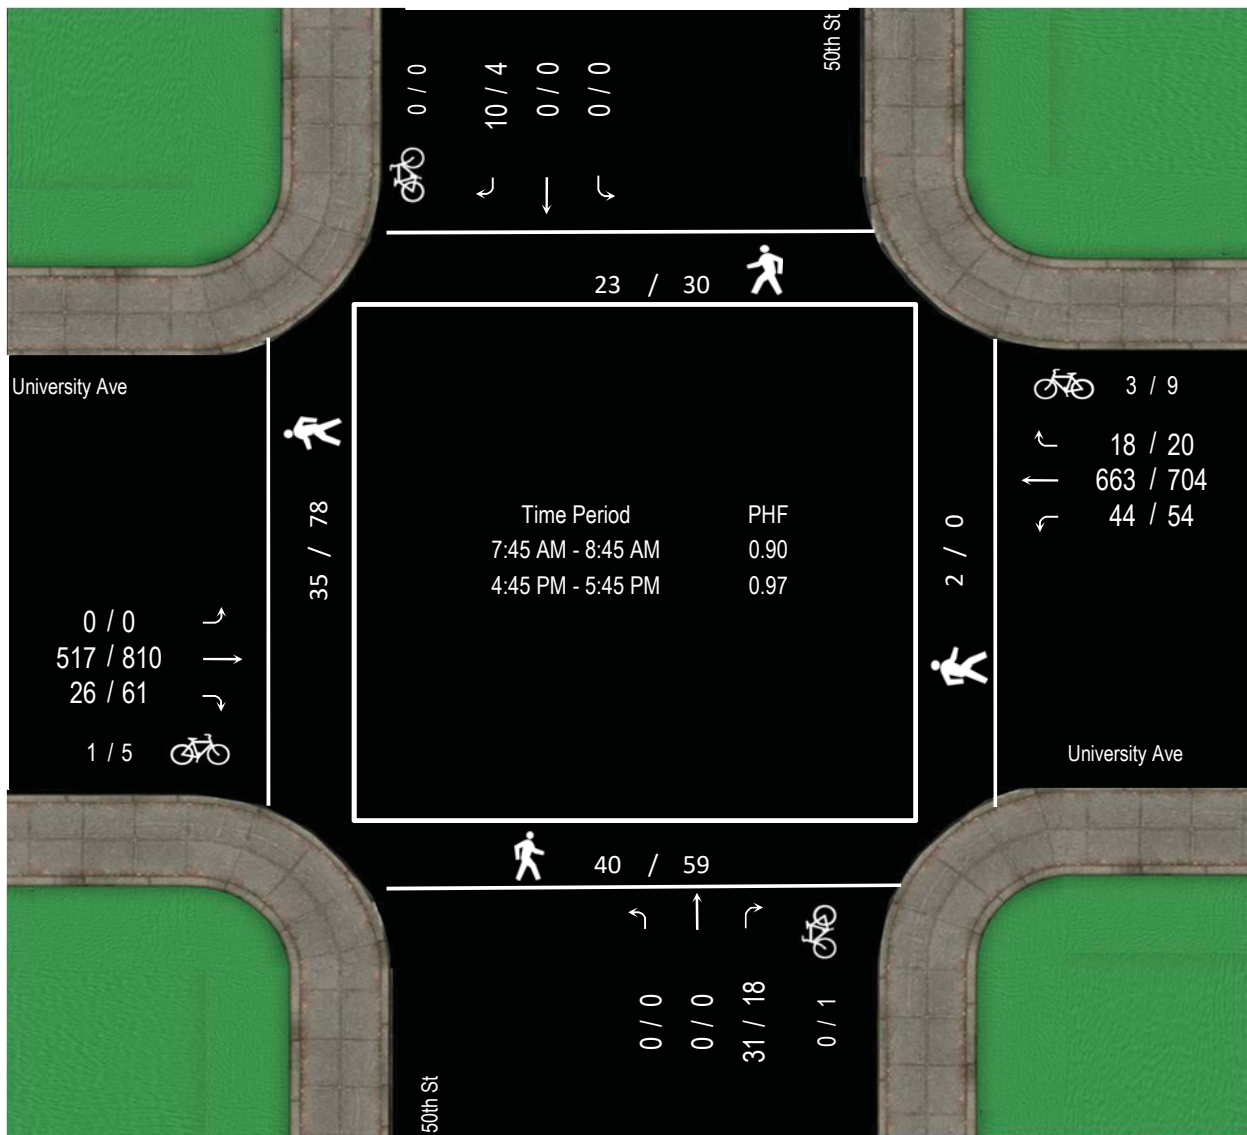 50th St
0 / 0
10 / 4
0 / 0
0 / 0
23 / 30
University Ave
3 / 9
18 / 20
663 / 704
44 / 54
35 / 78
Time Period PHF
7:45 AM - 8:45 AM 0.90
4:45 PM - 5:45 PM 0.97
2 / 0
0 / 0
517 / 810
26 / 61
1 / 5
University Ave
40 / 59
0 / 0
0 / 0
31 / 18
0 / 1
50th St